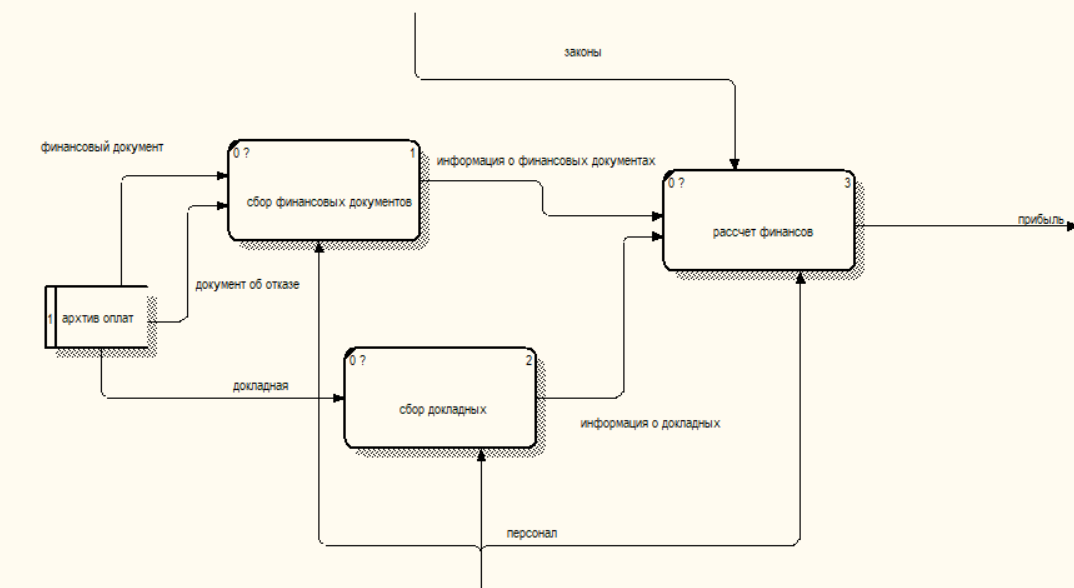 законы
финансовый документ
0 ?
1
информация о финансовых документах
0 ?
3
сбор финансовых документов
рассчет финансов
прибыль
документ об отказе
1
архтив оплат
0 ?
2
докладная
сбор докладных
информация о докладных
персонал